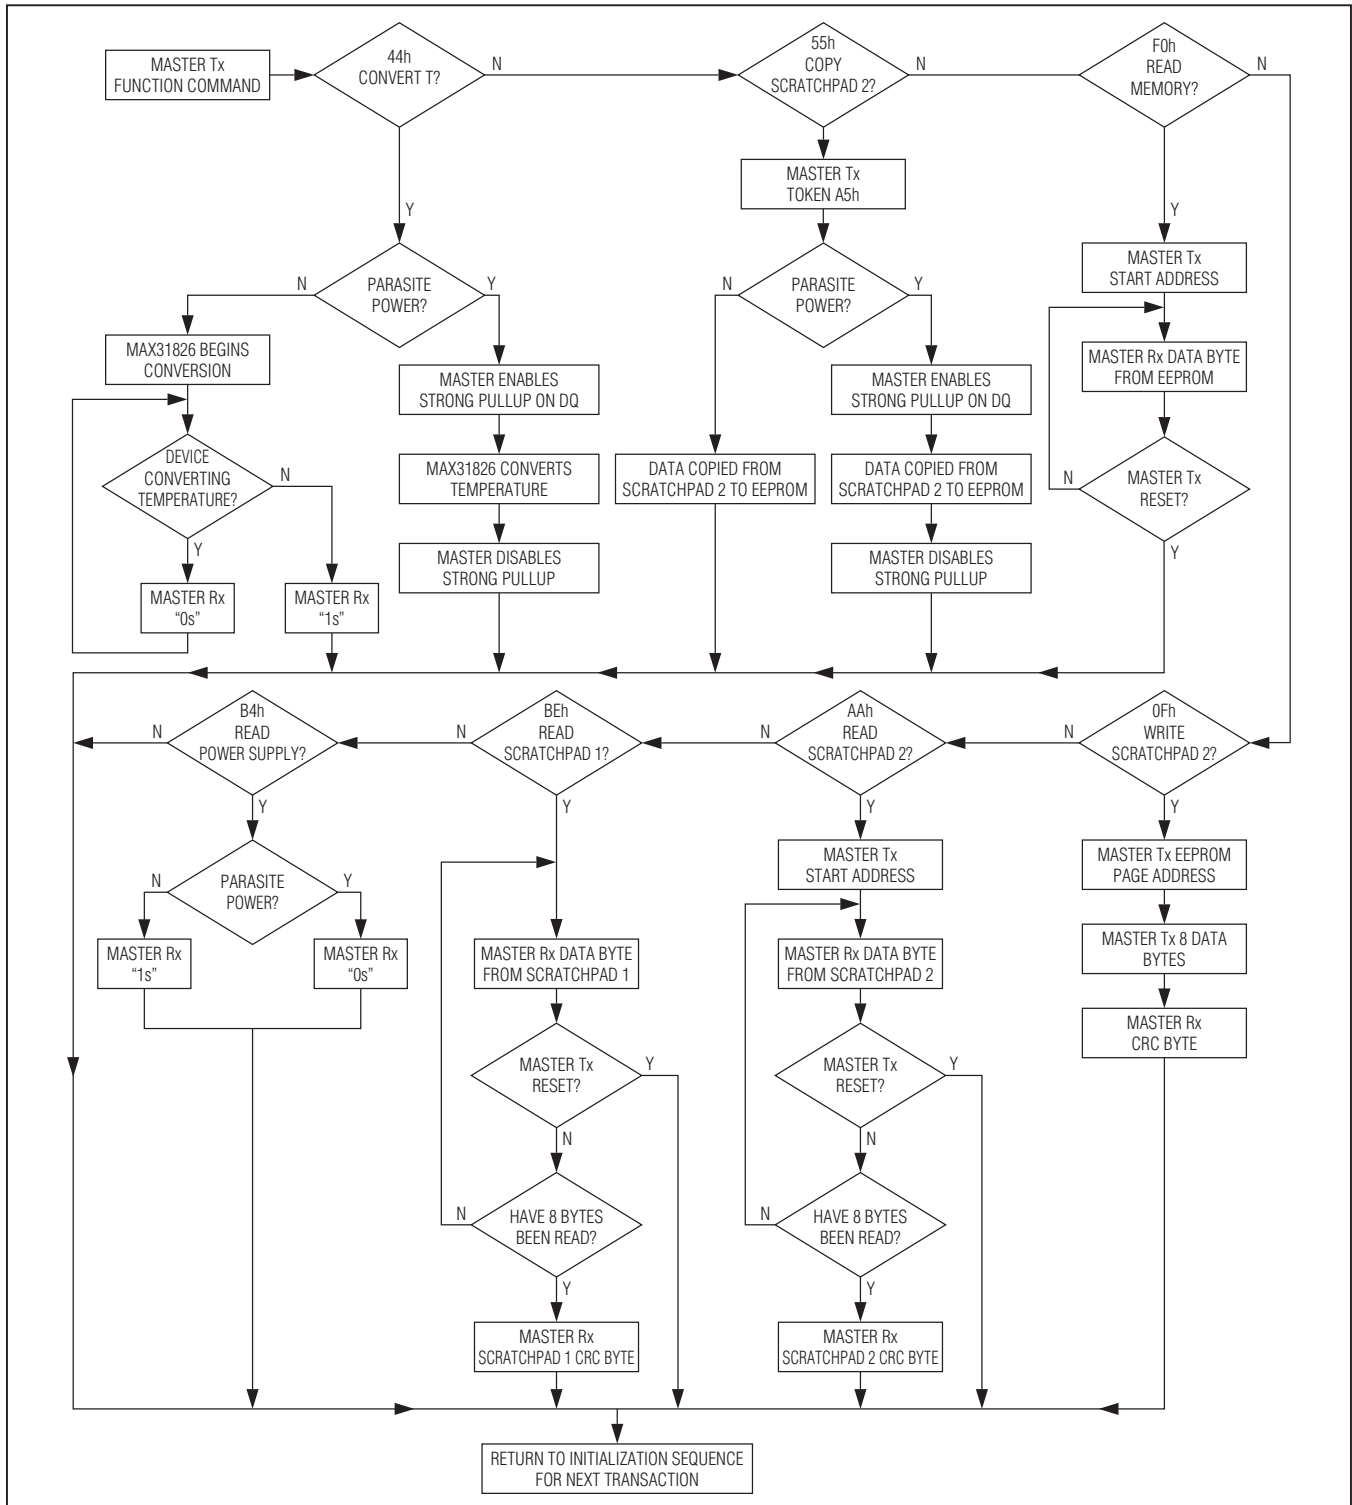 MASTER Tx
FUNCTION COMMAND
44h
CONVERT T?
N
Y
55h
COPY
SCRATCHPAD 2?
N
F0h
READ
MEMORY?
N
Y
MASTER Tx
TOKEN A5h
MASTER Tx
START ADDRESS
N
PARASITE
POWER?
Y
N
PARASITE
POWER?
Y
MAX31826 BEGINS
CONVERSION
MASTER ENABLES
STRONG PULLUP ON DQ
MASTER ENABLES
STRONG PULLUP ON DQ
MASTER Rx DATA BYTE
FROM EEPROM
DEVICE
CONVERTING
TEMPERATURE?
N
Y
MAX31826 CONVERTS
TEMPERATURE
DATA COPIED FROM
SCRATCHPAD 2 TO EEPROM
DATA COPIED FROM
SCRATCHPAD 2 TO EEPROM
N
MASTER Tx
RESET?
Y
MASTER Rx
“0s”
MASTER Rx
“1s”
MASTER DISABLES
STRONG PULLUP
MASTER DISABLES
STRONG PULLUP
N
B4h
READ
POWER SUPPLY?
Y
N
BEh
READ
SCRATCHPAD 1?
Y
N
AAh
READ
SCRATCHPAD 2?
Y
N
0Fh
WRITE
SCRATCHPAD 2?
Y
N
PARASITE
POWER?
Y
MASTER Tx
START ADDRESS
MASTER Tx EEPROM
PAGE ADDRESS
MASTER Rx
“1s”
MASTER Rx
“0s”
MASTER Rx DATA BYTE
FROM SCRATCHPAD 1
MASTER Rx DATA BYTE
FROM SCRATCHPAD 2
MASTER Tx 8 DATA
BYTES
MASTER Rx
CRC BYTE
MASTER Tx
RESET?
Y
N
MASTER Tx
RESET?
Y
N
N
HAVE 8 BYTES
BEEN READ?
Y
N
HAVE 8 BYTES
BEEN READ?
Y
MASTER Rx
SCRATCHPAD 1 CRC BYTE
MASTER Rx
SCRATCHPAD 2 CRC BYTE
RETURN TO INITIALIZATION SEQUENCE
FOR NEXT TRANSACTION